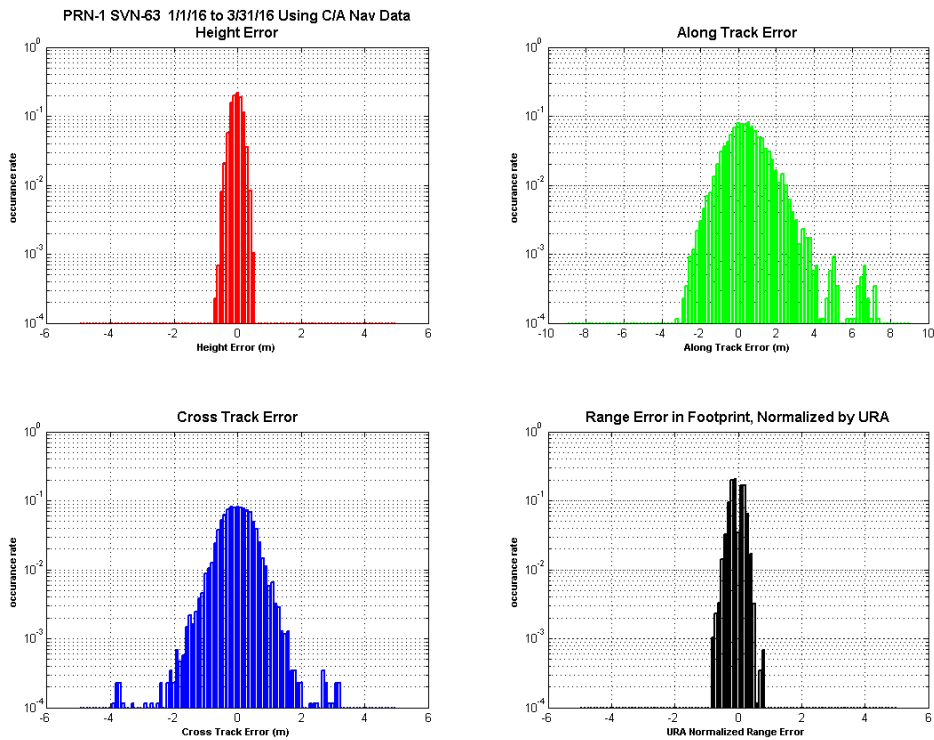 PRN-1 SVN-63 1/1/16 to 3/31/16 Using C/A Nav Data
Height Error
10^0
10^-1
10^-2
10^-3
10^-4
occurance rate
-6 -4 -2 0 2 4 6
Height Error (m)
Along Track Error
10^0
10^-1
10^-2
10^-3
10^-4
occurance rate
-10 -8 -6 -4 -2 0 2 4 6 8 10
Along Track Error (m)
Cross Track Error
10^0
10^-1
10^-2
10^-3
10^-4
occurance rate
-6 -4 -2 0 2 4 6
Cross Track Error (m)
Range Error in Footprint, Normalized by URA
10^0
10^-1
10^-2
10^-3
10^-4
occurance rate
-6 -4 -2 0 2 4 6
URA Normalized Range Error